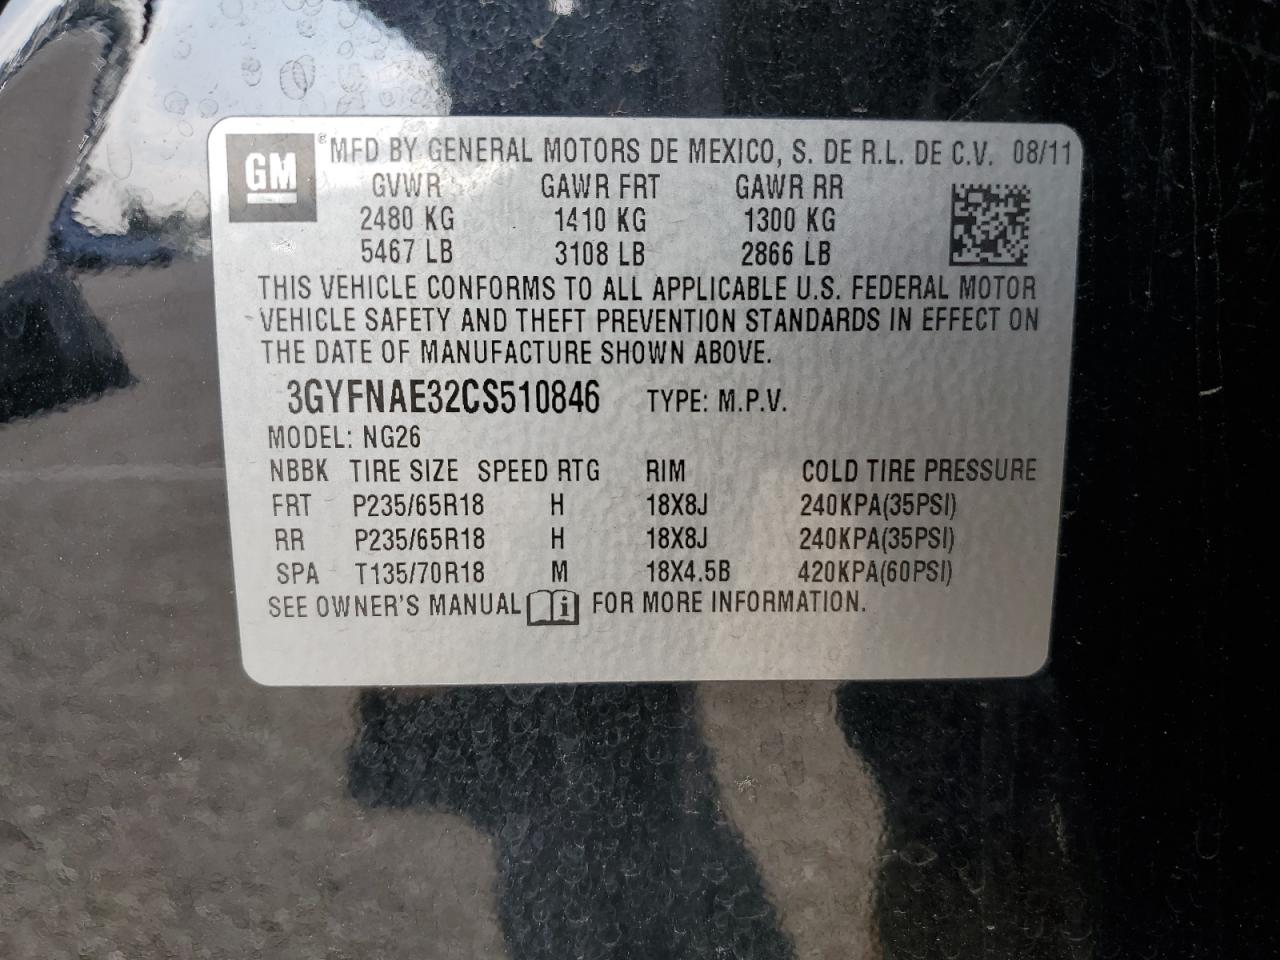 GM ® MFD BY GENERAL MOTORS DE MEXICO, S. DE R.L. DE C.V. 08/11
GVWR GAWR FRT GAWR RR
2480 KG 1410 KG 1300 KG
5467 LB 3108 LB 2866 LB
THIS VEHICLE CONFORMS TO ALL APPLICABLE U.S. FEDERAL MOTOR
VEHICLE SAFETY AND THEFT PREVENTION STANDARDS IN EFFECT ON
THE DATE OF MANUFACTURE SHOWN ABOVE.
3GYFNAE32CS510846 TYPE: M.P.V.
MODEL: NG26
NBBK TIRE SIZE SPEED RTG RIM COLD TIRE PRESSURE
FRT P235/65R18 H 18X8J 240KPA(35PSI)
RR P235/65R18 H 18X8J 240KPA(35PSI)
SPA T135/70R18 M 18X4.5B 420KPA(60PSI)
SEE OWNER'S MANUAL i FOR MORE INFORMATION.